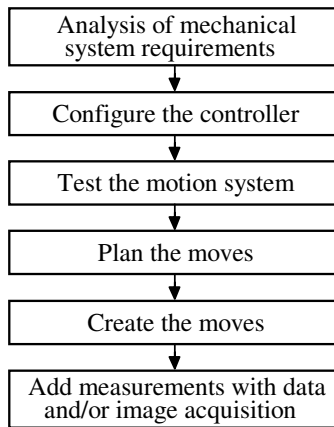 Analysis of mechanical
system requirements
Configure the controller
Test the motion system
Plan the moves
Create the moves
Add measurements with data
and/or image acquisition